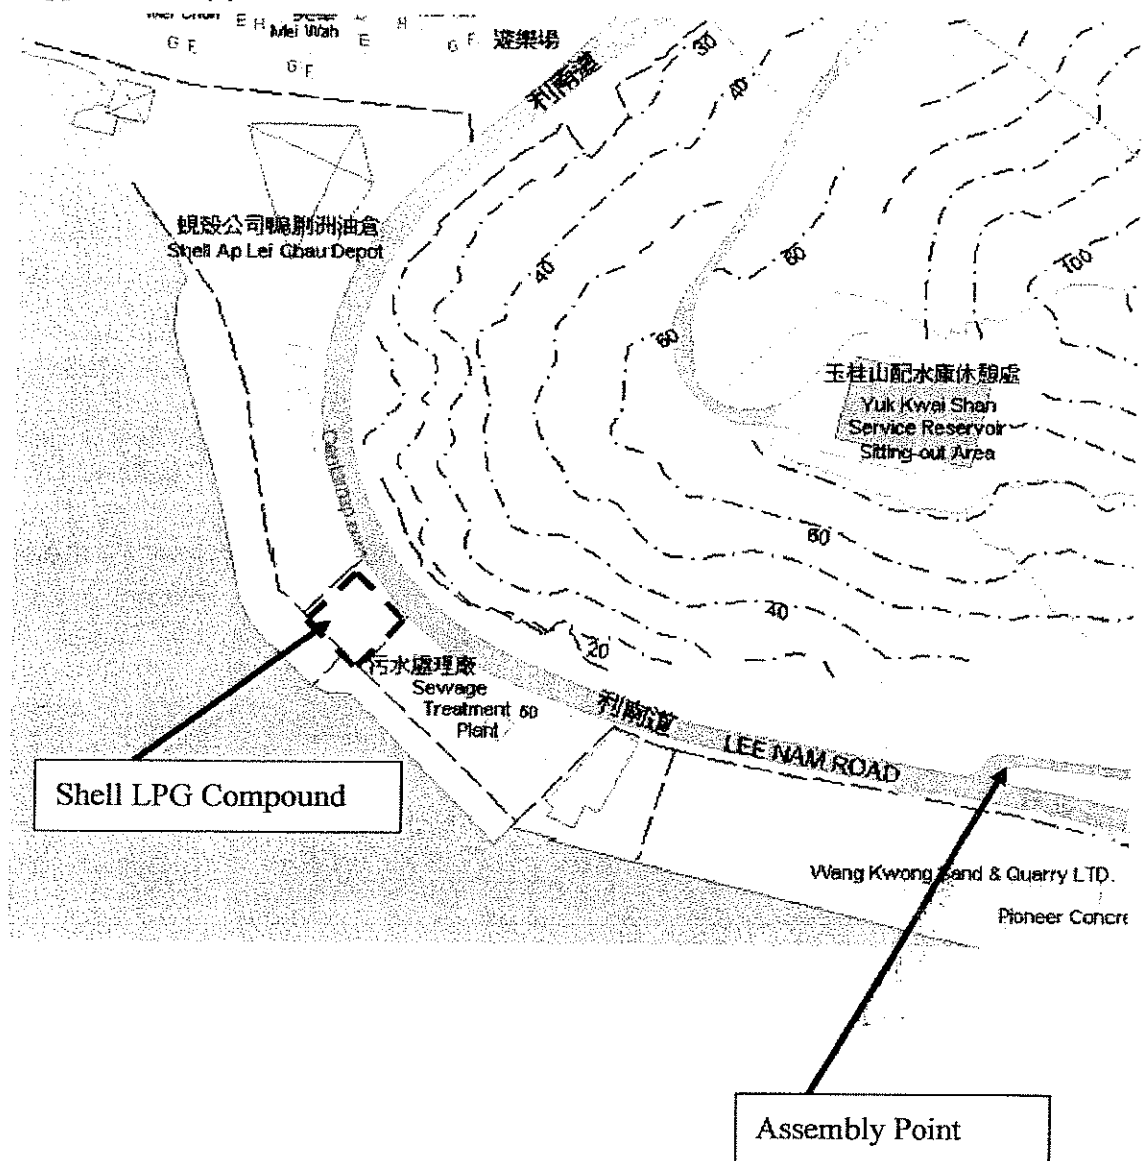 E H
Mei Wah
E
H
G F
G F
G F
遊樂場
利南道
30
40
蜆殼公司鴨脷洲油倉
Shell Ap Lei Chau Depot
40
80
100
60
玉桂山配水庫休憩處
Yuk Kwai Shan
Service Reservoir
Sitting-out Area
Centamap
60
40
20
污水處理廠
Sewage
Treatment 60
Plant
利南道
LEE NAM ROAD
Shell LPG Compound
Wang Kwong Sand & Quarry LTD.
Pioneer Concre
Assembly Point